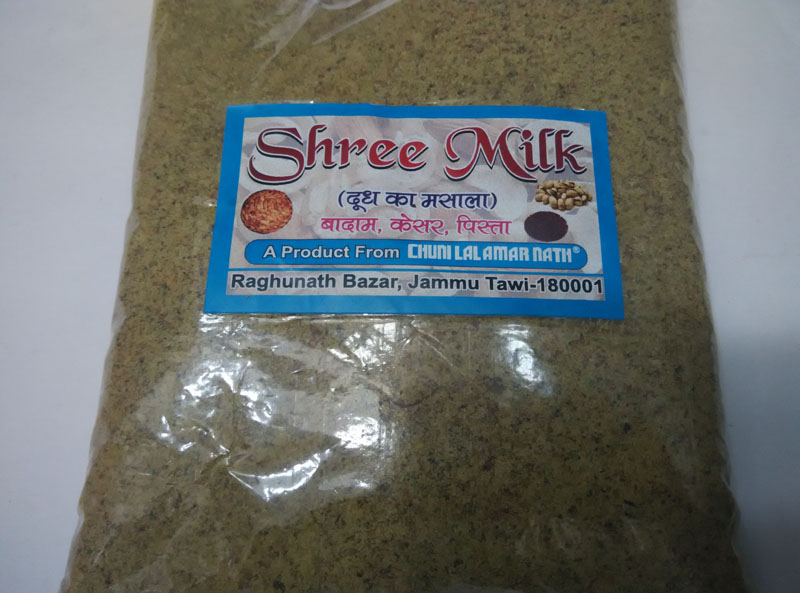 Shree Milk
(दूध का मसाला)
बादाम, केसर, पिस्ता
A Product From CHUNI LAL AMAR NATH®
Raghunath Bazar, Jammu Tawi-180001